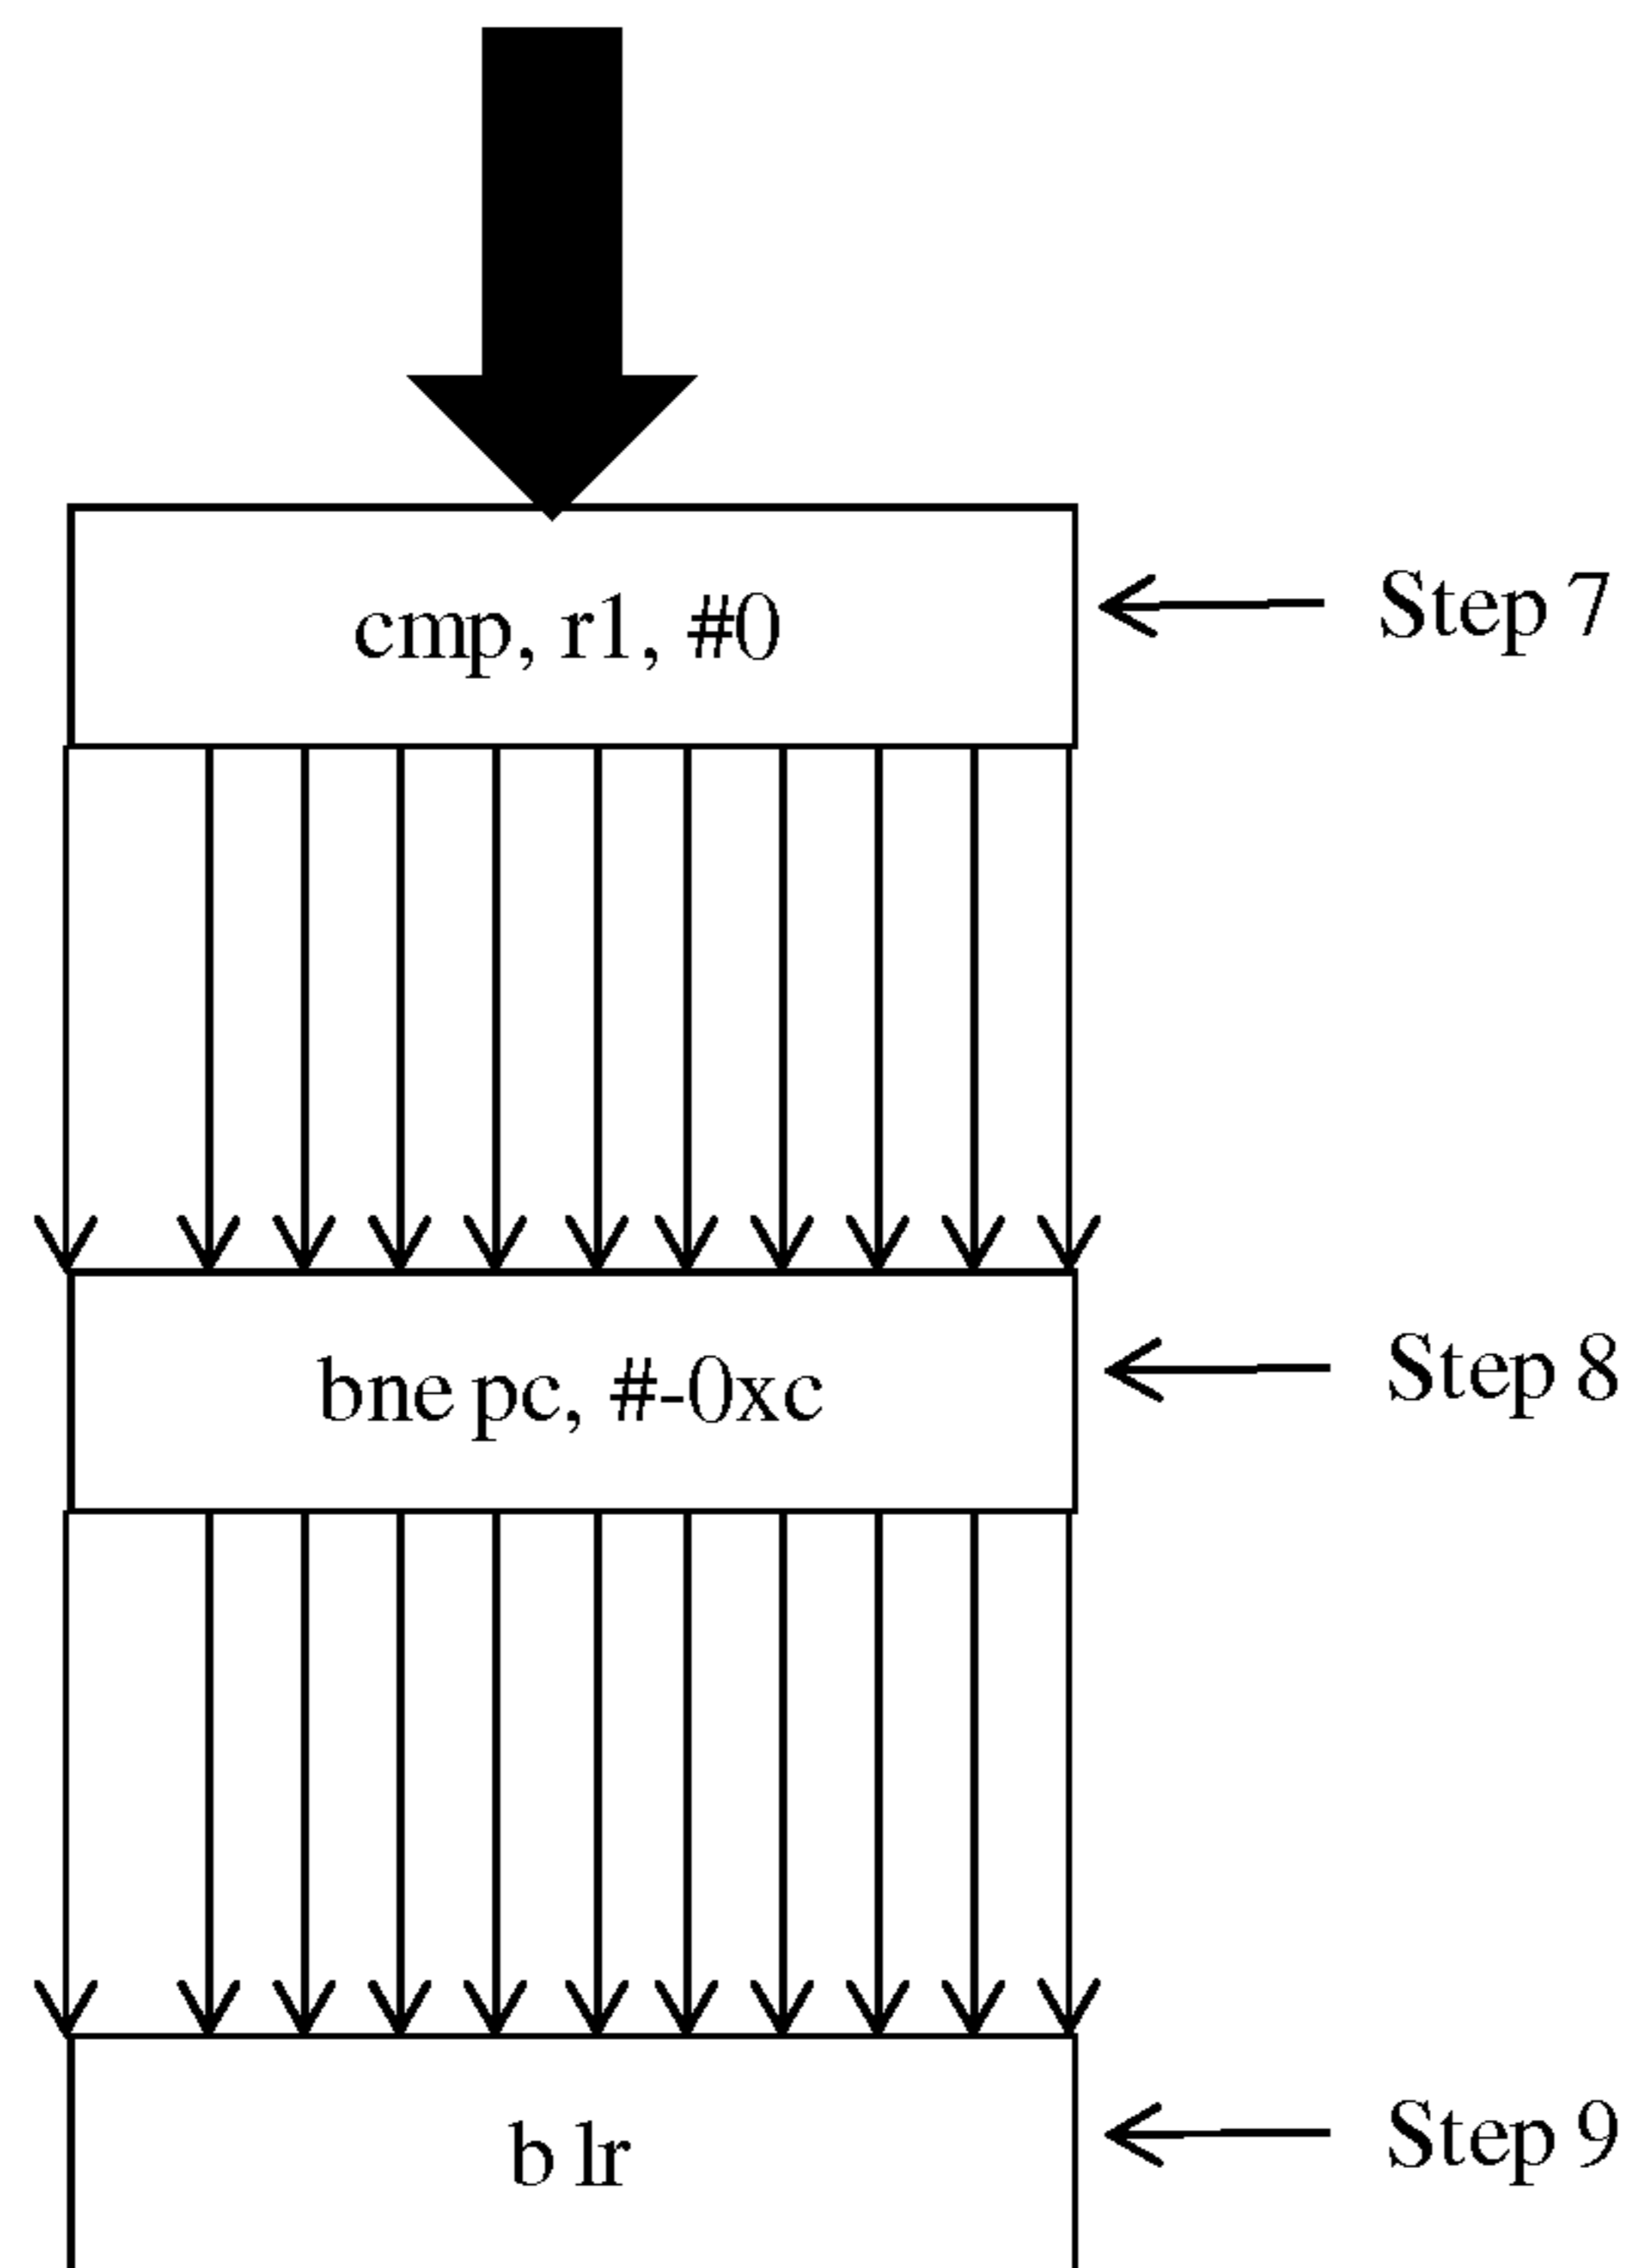 cmp, r1, #0
Step 7
bne pc, #-0xc
Step 8
b lr
Step 9